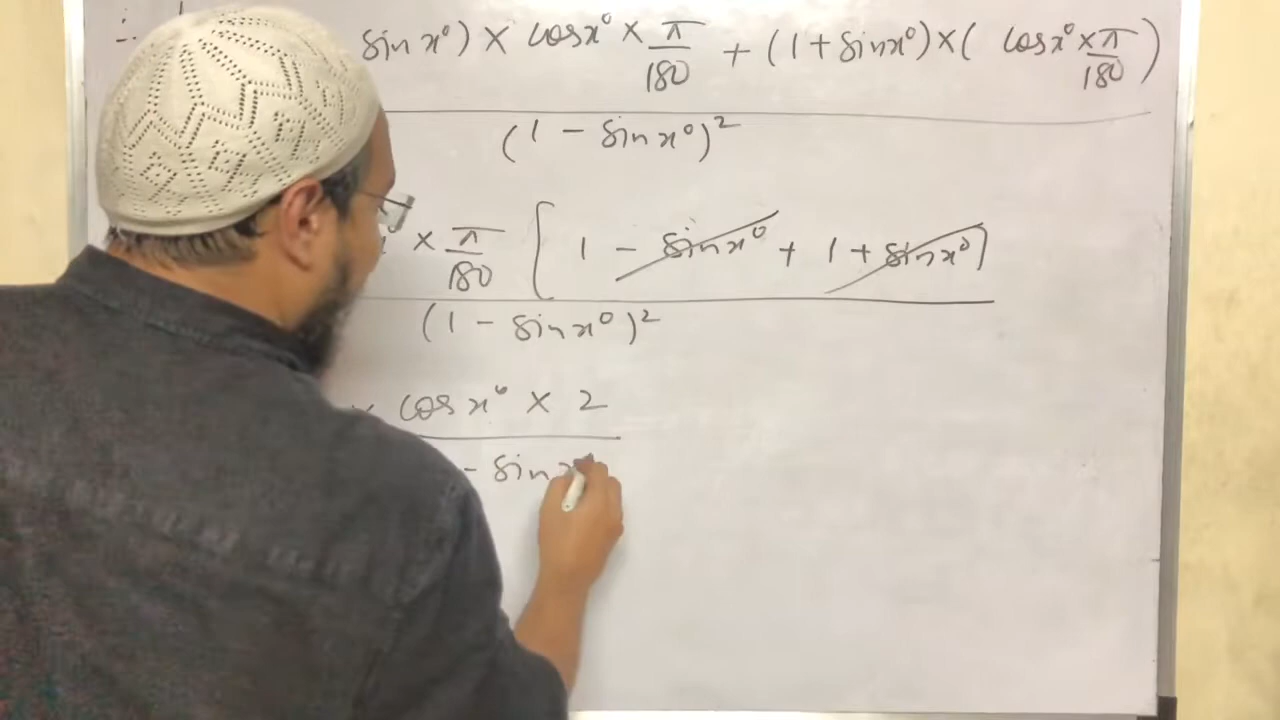 ∴ sin x°) × cos x° × π/180 + (1 + sin x°) × ( cos x° × π/180 )
(1 - sin x°)²
× π/180 [ 1 - sin x° + 1 + sin x° ]
(1 - sin x°)²
cos x° × 2
- sin x